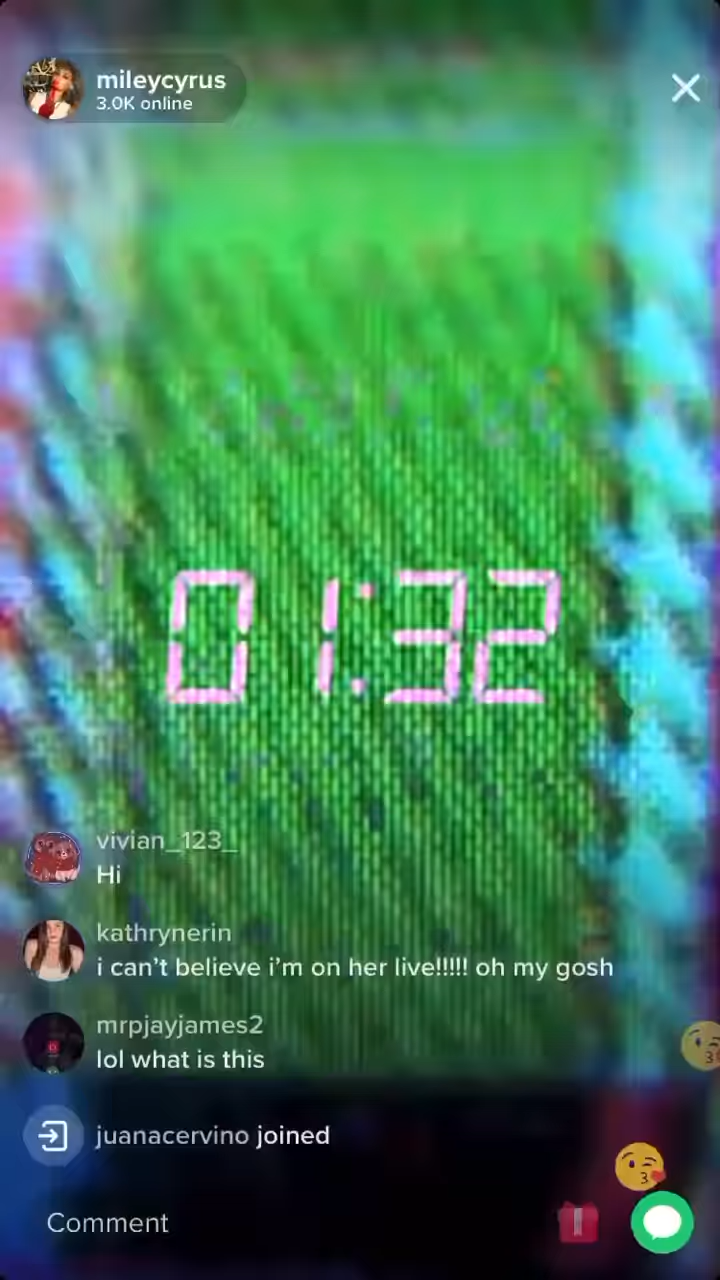 mileycyrus
3.0K online
01:32
vivian_123_
Hi
kathrynerin
i can’t believe i’m on her live!!!!! oh my gosh
mrpjayjames2
lol what is this
juanacervino joined
Comment